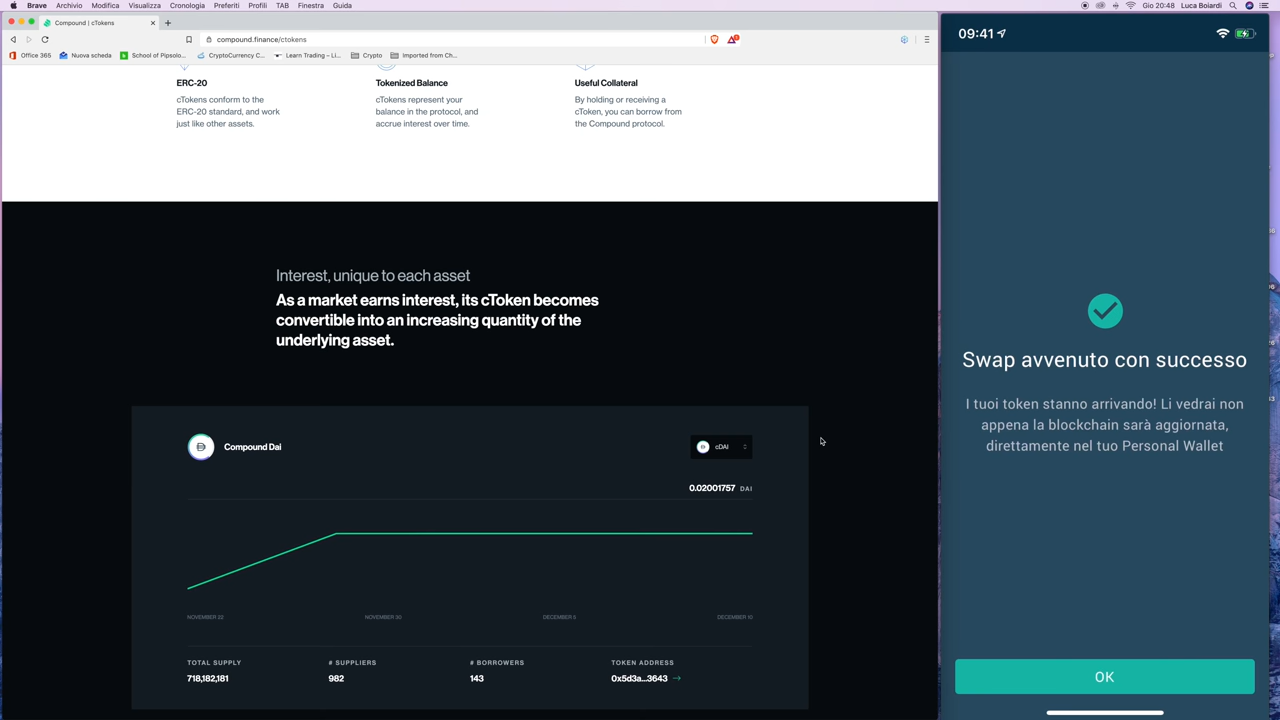 Brave Archivio Modifica Visualizza Cronologia Preferiti Profili TAB Finestra Guida
Gio 20:48 Luca Boiardi
Compound | cTokens
compound.finance/ctokens
Office 365 Nuova scheda School of Pipsolo... CryptoCurrency C... Learn Trading – Li... Crypto Imported from Ch...
ERC-20
cTokens conform to the
ERC-20 standard, and work
just like other assets.
Tokenized Balance
cTokens represent your
balance in the protocol, and
accrue interest over time.
Useful Collateral
By holding or receiving a
cToken, you can borrow from
the Compound protocol.
Interest, unique to each asset
As a market earns interest, its cToken becomes
convertible into an increasing quantity of the
underlying asset.
Compound Dai
cDAI
0.02001757 DAI
NOVEMBER 22 NOVEMBER 30 DECEMBER 10
TOTAL SUPPLY
718,182,181
# SUPPLIERS
982
# BORROWERS
143
TOKEN ADDRESS
0x5d3a...3643 →
09:41
Swap avvenuto con successo
I tuoi token stanno arrivando! Li vedrai non
appena la blockchain sarà aggiornata,
direttamente nel tuo Personal Wallet
OK